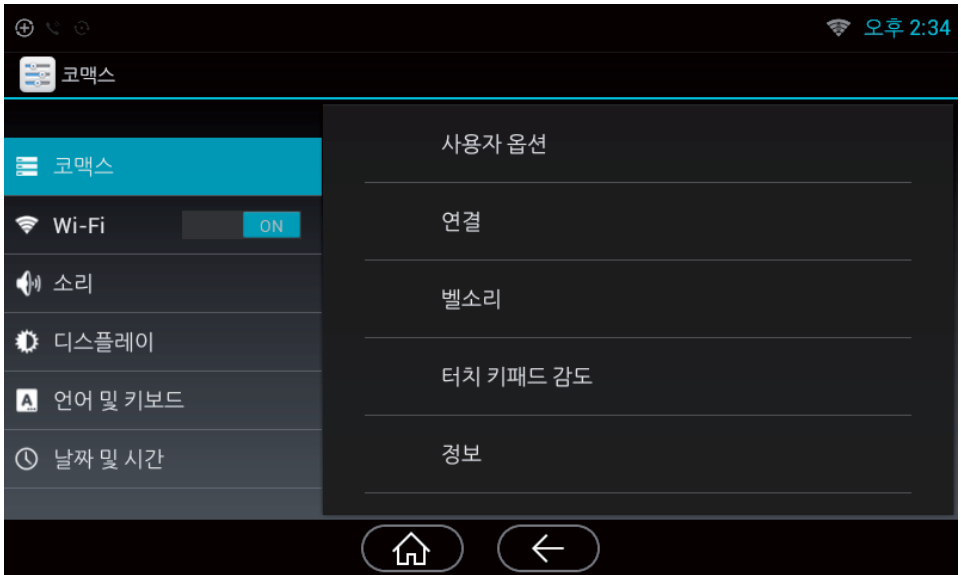 오후 2:34
코맥스
코맥스
Wi-Fi
ON
소리
디스플레이
언어 및 키보드
날짜 및 시간
사용자 옵션
연결
벨소리
터치 키패드 감도
정보